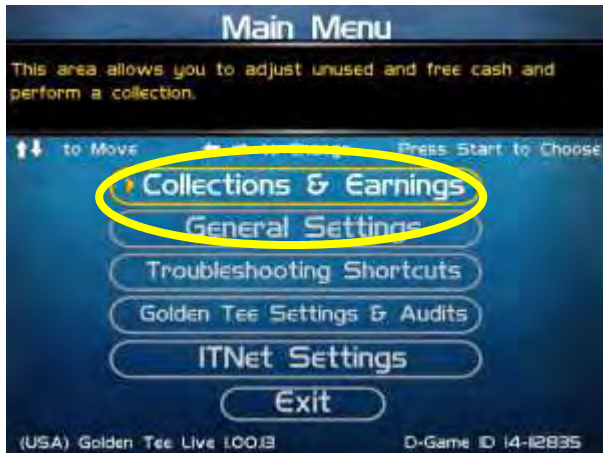 Main Menu
This area allows you to adjust unused and free cash and
perform a collection.
to Move to Change Press Start to Choose
Collections & Earnings
General Settings
Troubleshooting Shortcuts
Golden Tee Settings & Audits
ITNet Settings
Exit
(USA) Golden Tee Live 1.00.13 D-Game ID 14-112835